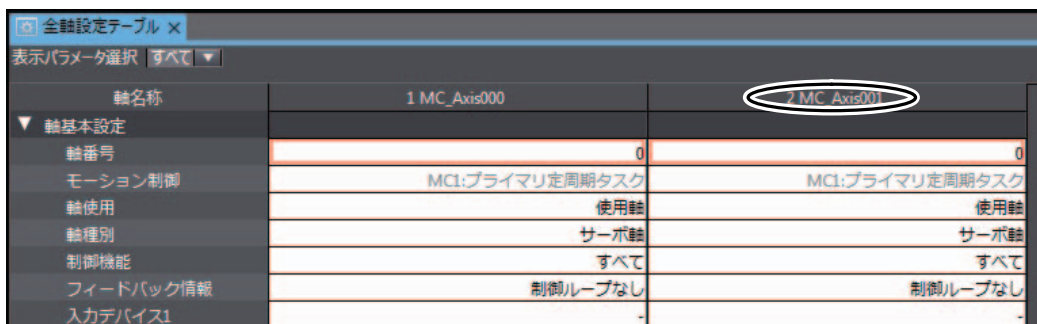 全軸設定テーブル ×
表示パラメータ選択 すべて ▼
軸名称 1 MC_Axis000 2 MC_Axis001
▼ 軸基本設定
軸番号 0 0
モーション制御 MC1:プライマリ定周期タスク MC1:プライマリ定周期タスク
軸使用 使用軸 使用軸
軸種別 サーボ軸 サーボ軸
制御機能 すべて すべて
フィードバック情報 制御ループなし 制御ループなし
入力デバイス1 - -